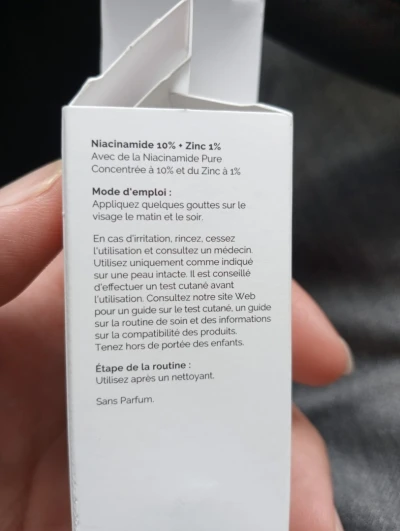 Niacinamide 10% + Zinc 1%
Avec de la Niacinamide Pure
Concentrée à 10% et du Zinc à 1%
Mode d'emploi :
Appliquez quelques gouttes sur le
visage le matin et le soir.
En cas d'irritation, rincez, cessez
l'utilisation et consultez un médecin.
Utilisez uniquement comme indiqué
sur une peau intacte. Il est conseillé
d'effectuer un test cutané avant
l'utilisation. Consultez notre site Web
pour un guide sur le test cutané, un guide
sur la routine de soin et des informations
sur la compatibilité des produits.
Tenez hors de portée des enfants.
Étape de la routine :
Utilisez après un nettoyant.
Sans Parfum.